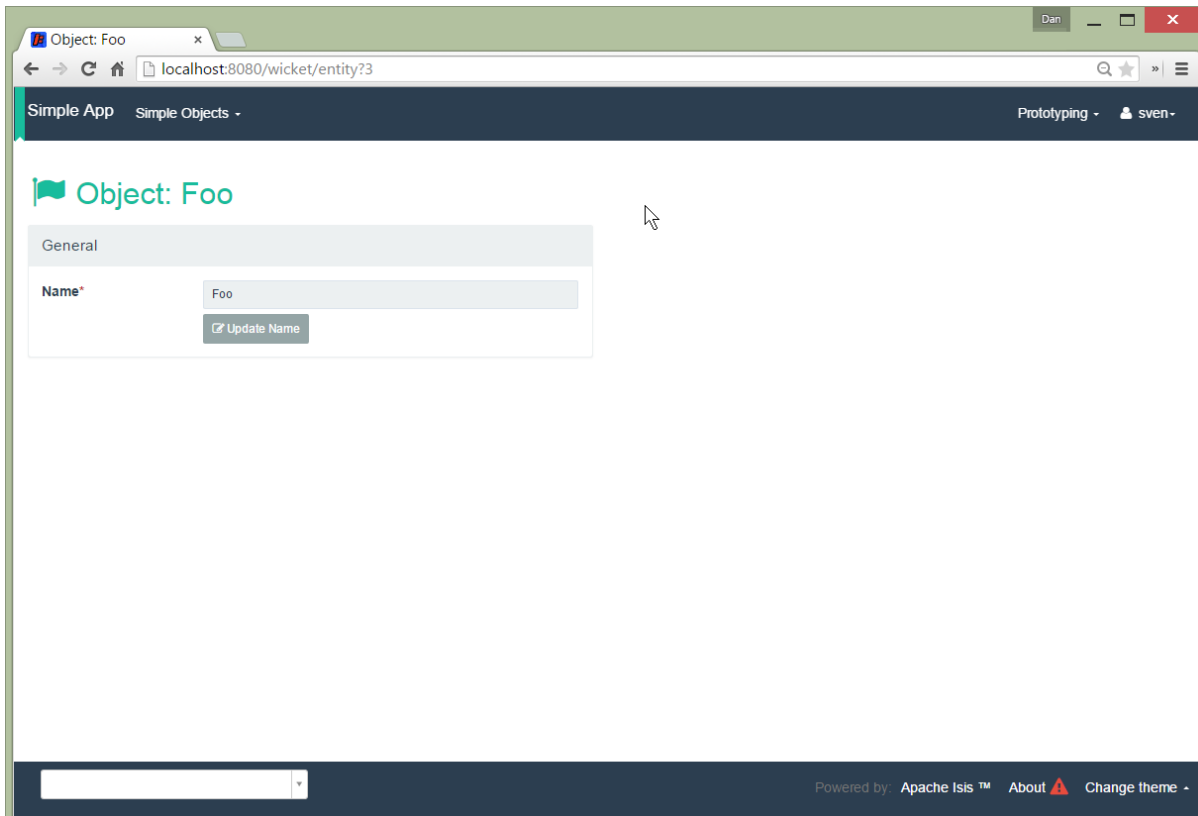 Dan
Object: Foo
localhost:8080/wicket/entity?3
Simple App Simple Objects Prototyping sven
Object: Foo
General
Name* Foo
Update Name
Powered by: Apache Isis ™ About Change theme